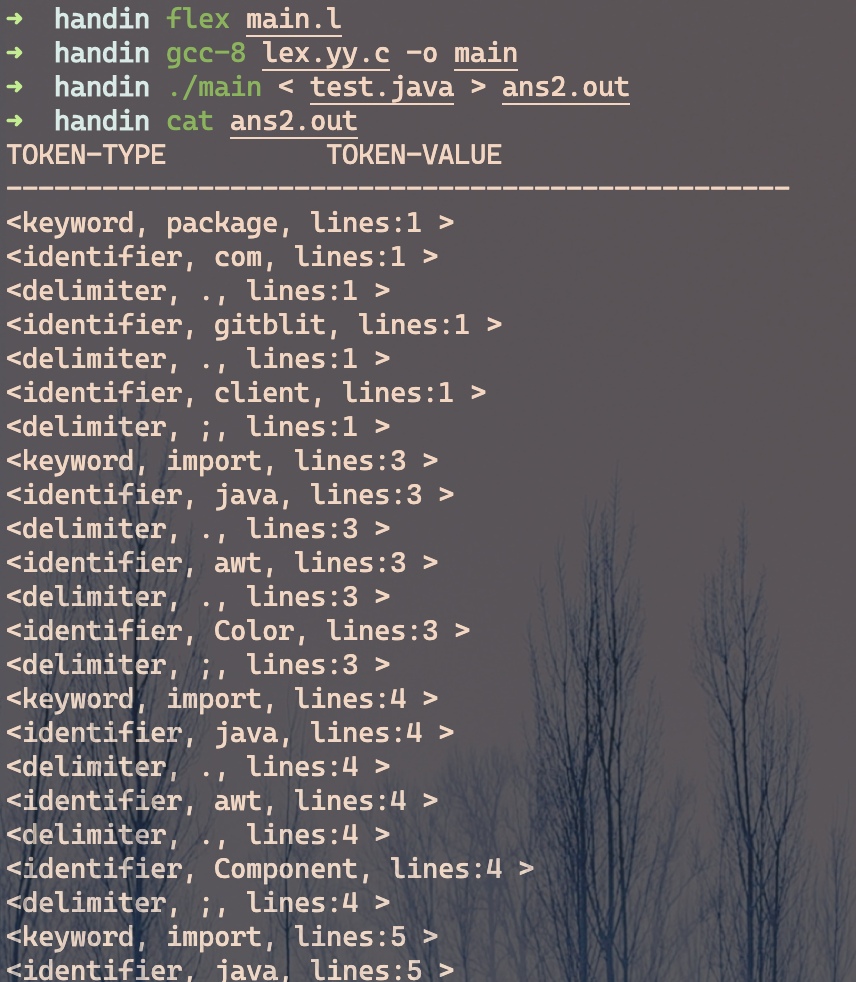 ➜  handin flex main.l
➜  handin gcc-8 lex.yy.c -o main
➜  handin ./main < test.java > ans2.out
➜  handin cat ans2.out
TOKEN-TYPE          TOKEN-VALUE
-------------------------------------------------
<keyword, package, lines:1 >
<identifier, com, lines:1 >
<delimiter, ., lines:1 >
<identifier, gitblit, lines:1 >
<delimiter, ., lines:1 >
<identifier, client, lines:1 >
<delimiter, ;, lines:1 >
<keyword, import, lines:3 >
<identifier, java, lines:3 >
<delimiter, ., lines:3 >
<identifier, awt, lines:3 >
<delimiter, ., lines:3 >
<identifier, Color, lines:3 >
<delimiter, ;, lines:3 >
<keyword, import, lines:4 >
<identifier, java, lines:4 >
<delimiter, ., lines:4 >
<identifier, awt, lines:4 >
<delimiter, ., lines:4 >
<identifier, Component, lines:4 >
<delimiter, ;, lines:4 >
<keyword, import, lines:5 >
<identifier, java, lines:5 >